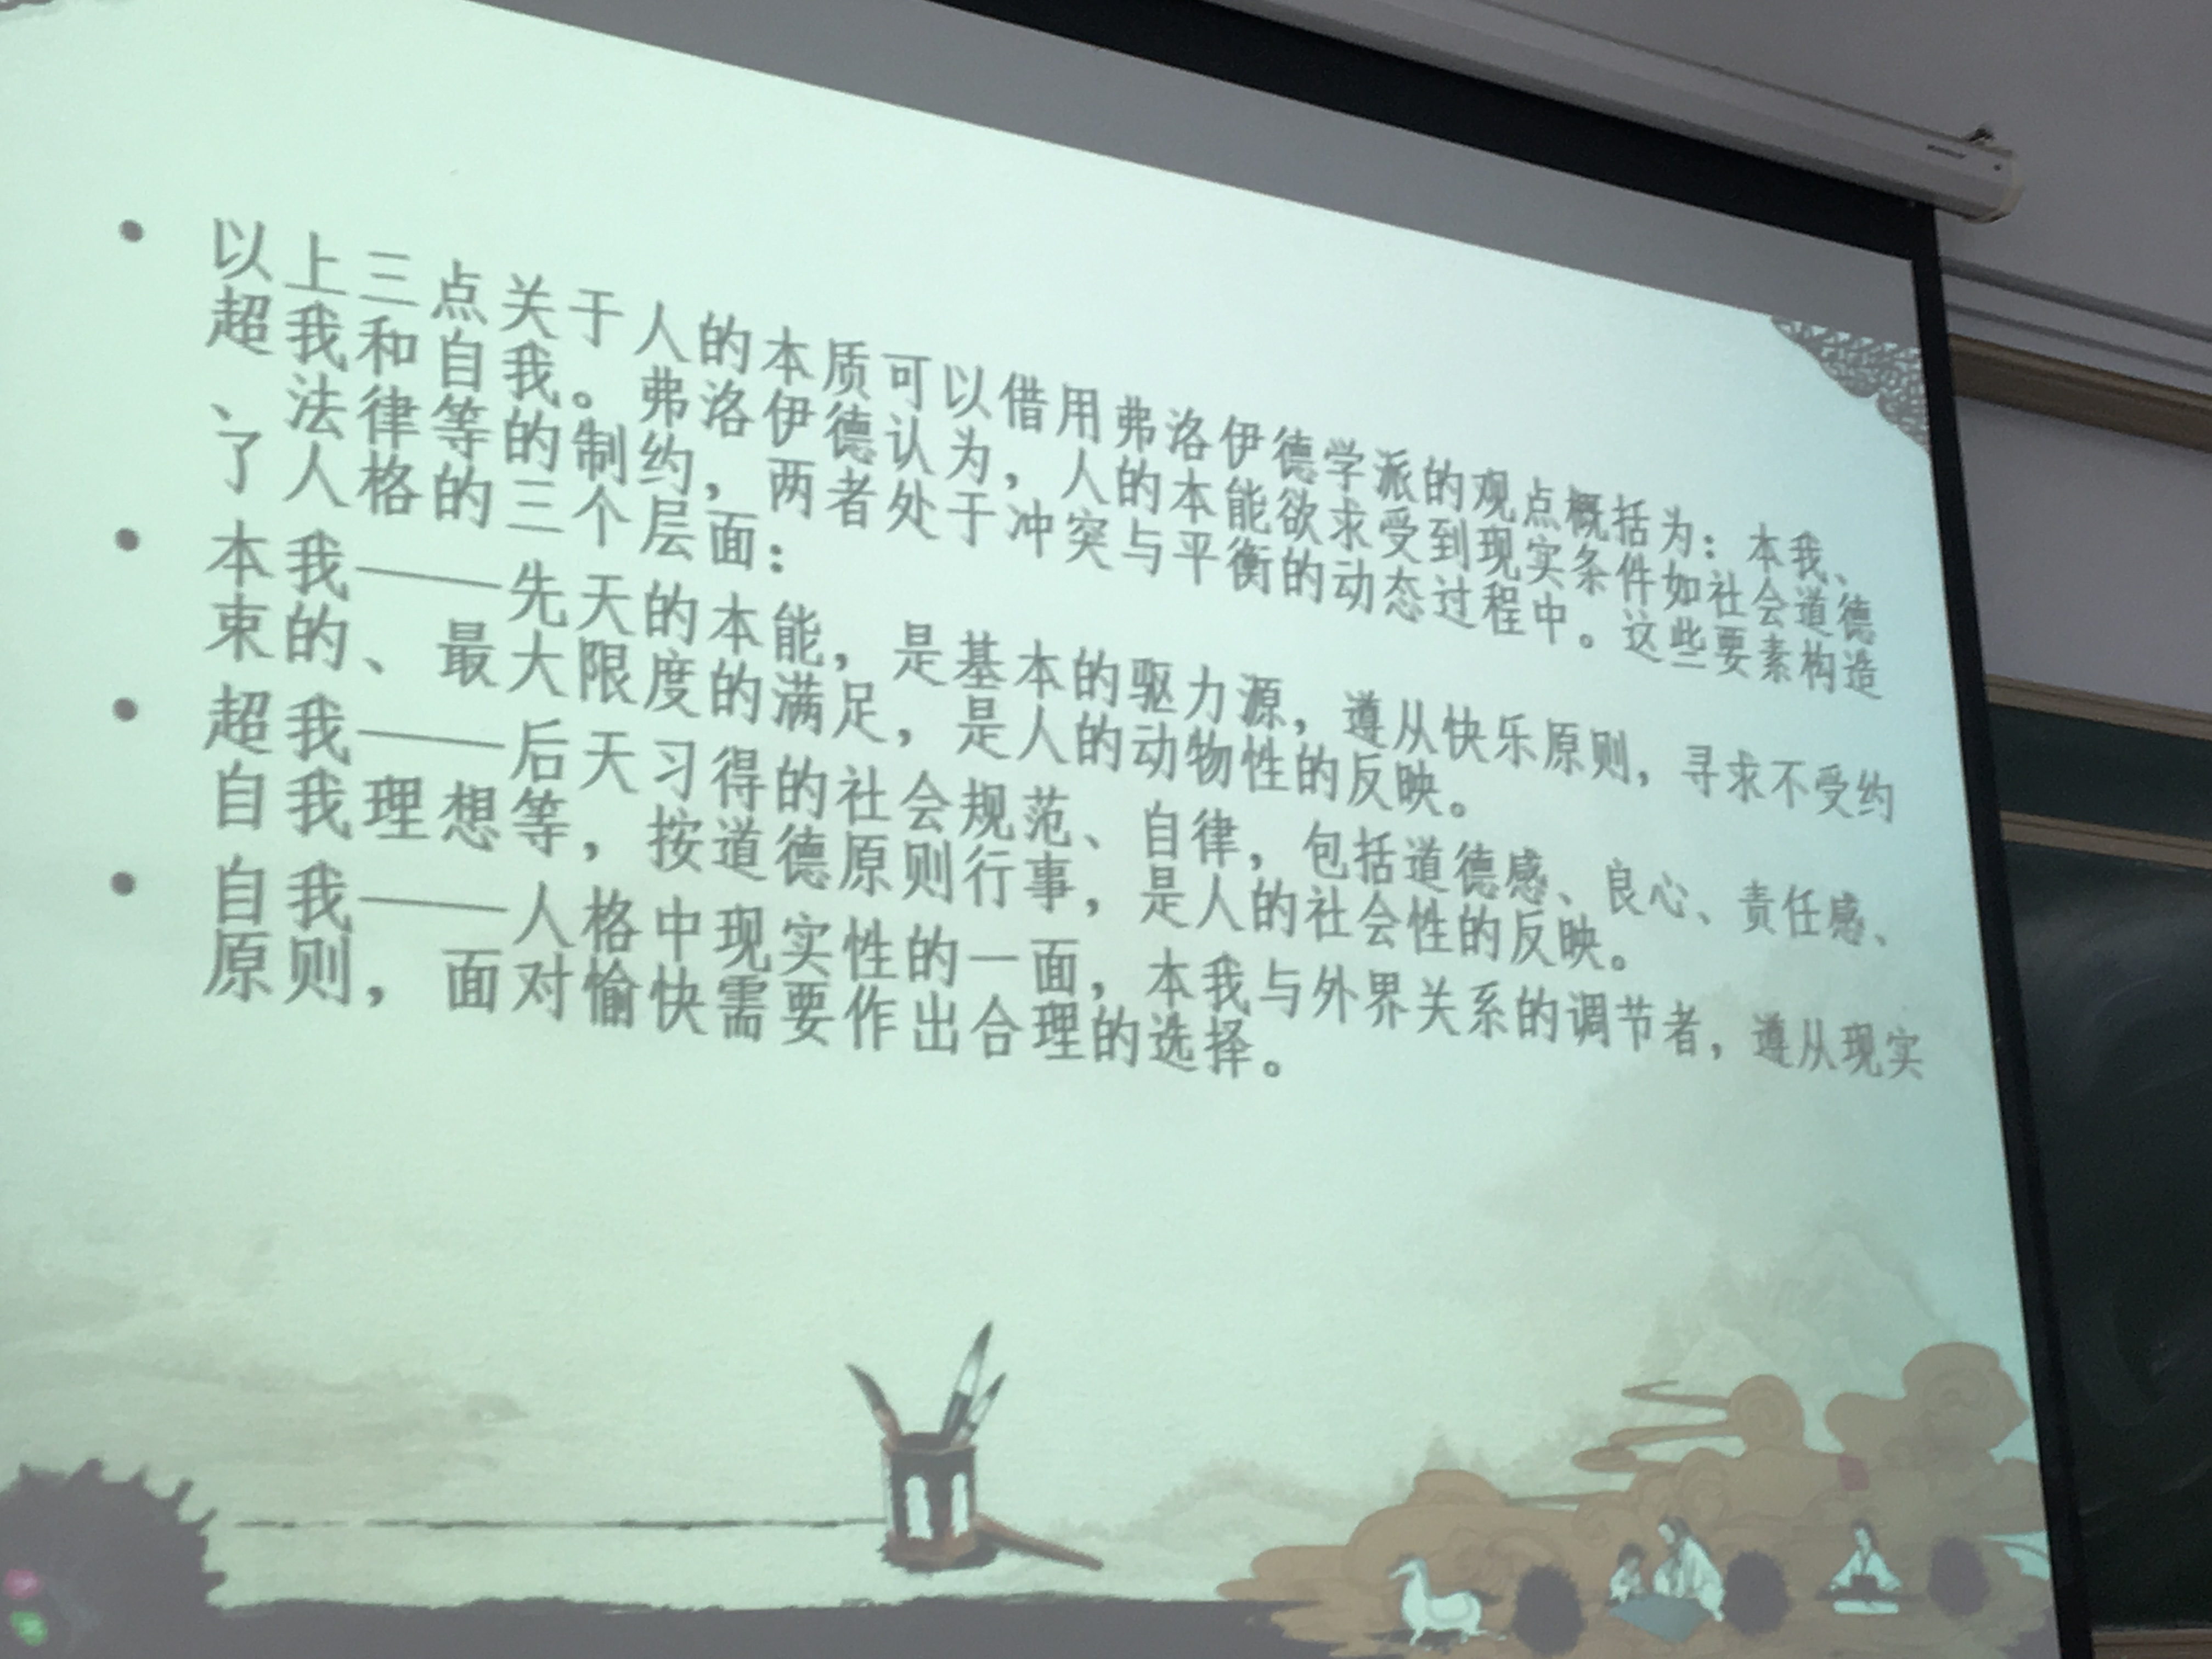 • 以上三点关于人的本质可以借用弗洛伊德学派的观点概括为：本我、
超我和自我。弗洛伊德认为，人的本能欲求受到现实条件如社会道德
、法律等的制约，两者处于冲突与平衡的动态过程中。这些要素构造
了人格的三个层面：
• 本我——先天的本能，是基本的驱力源，遵从快乐原则，寻求不受约
束的、最大限度的满足，是人的动物性的反映。
• 超我——后天习得的社会规范、自律，包括道德感、良心、责任感、
自我理想等，按道德原则行事，是人的社会性的反映。
• 自我——人格中现实性的一面，本我与外界关系的调节者，遵从现实
原则，面对愉快需要作出合理的选择。